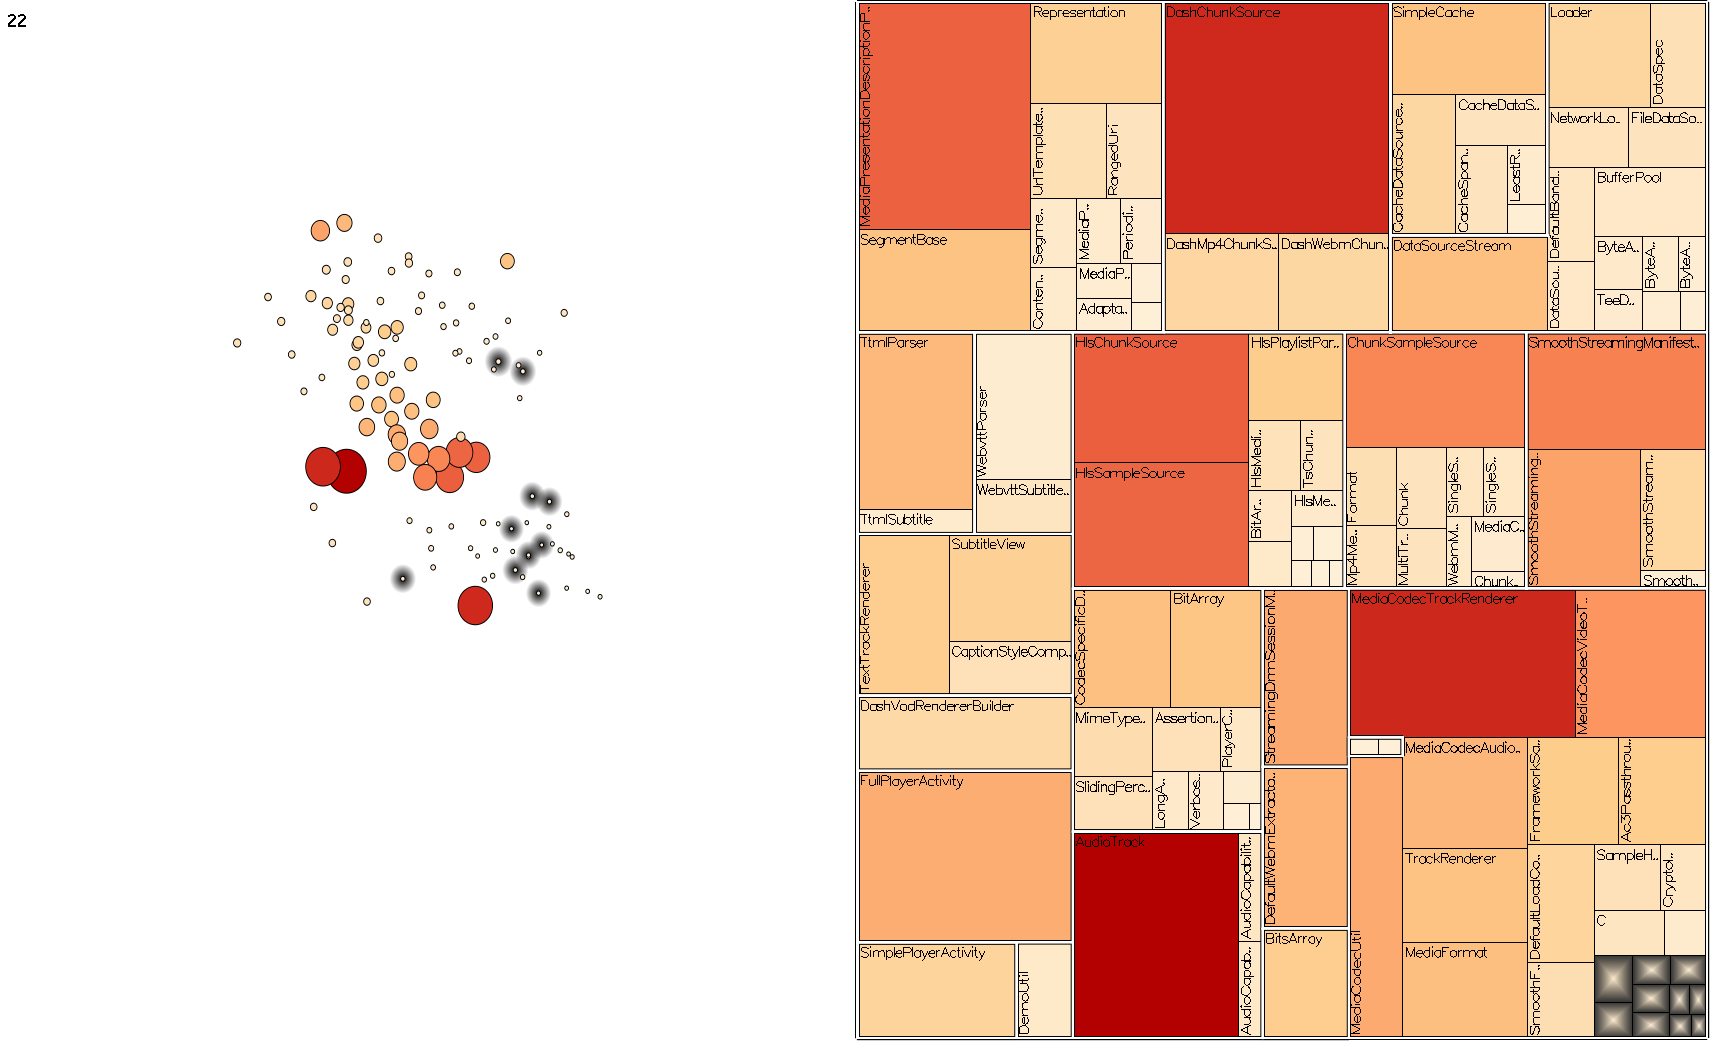 22
MediaPresentationDescriptionP..
Representation
DashChunkSource
SimpleCache
Loader
DataSpec
UriTemplate..
RangedUri
CacheDataSource..
CacheDataS..
CacheSpan..
LeastR..
NetworkLo..
FileDataSo..
DefaultBand..
BufferPool
SegmentBase
Segme..
MediaP..
Periodi..
MediaP..
Conten..
Adapta..
DashMp4ChunkS..
DashWebmChun..
DataSourceStream
DataSou..
ByteA..
ByteA..
ByteA..
TeeD..
TtmlParser
WebvttParser
WebvttSubtitle..
TtmlSubtitle
HlsChunkSource
HlsPlaylistPar..
HlsMedi..
TsChun..
HlsSampleSource
BitAr..
HlsMe..
ChunkSampleSource
Format
Chunk
SingleS..
SingleS..
Mp4Me..
MultiTr..
WebmM..
MediaC..
Chunk..
SmoothStreamingManifest..
SmoothStreaming..
SmoothStream..
Smooth..
TextTrackRenderer
SubtitleView
CaptionStyleComp..
DashVodRendererBuilder
FullPlayerActivity
SimplePlayerActivity
DemoUtil
CodecSpecificD..
BitArray
MimeType..
Assertion..
PlayerC..
SlidingPerc..
LongA..
Verbos..
AudioTrack
AudioCapabilit..
AudioCapab..
StreamingDrmSessionM..
DefaultWebmExtracto..
BitsArray
MediaCodecTrackRenderer
MediaCodecVideoT..
MediaCodecUtil
MediaCodecAudio..
FrameworkSa..
Ac3Passthrou..
TrackRenderer
DefaultLoadCo..
SampleH..
CryptoI..
C
MediaFormat
SmoothF..